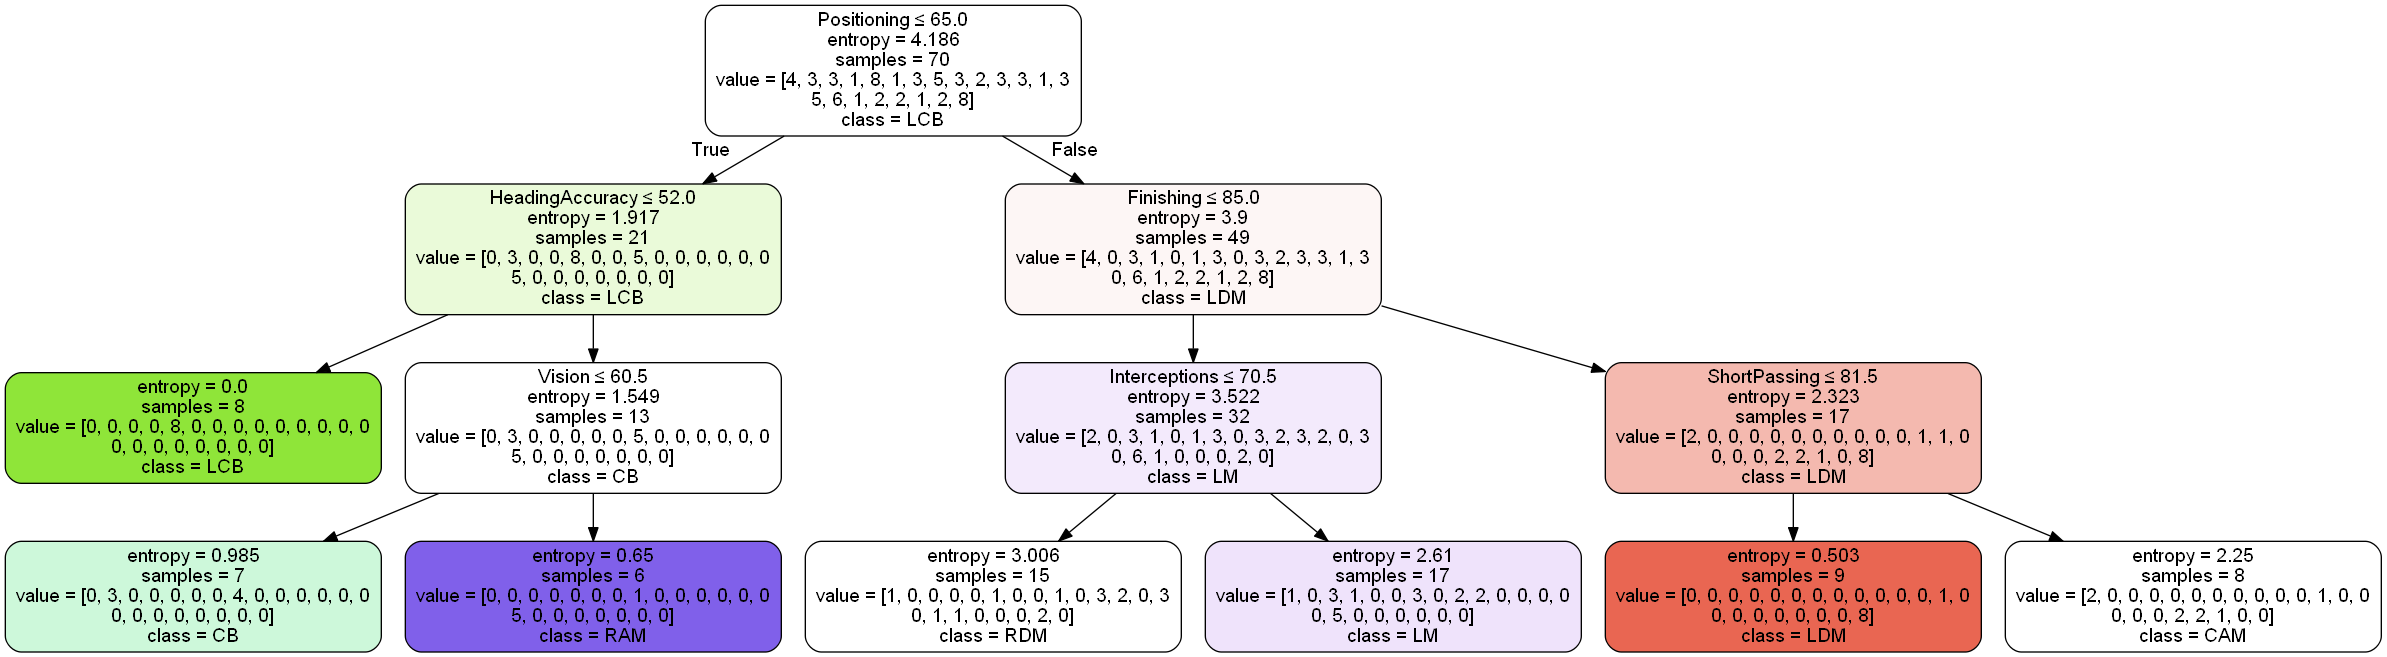 Positioning ≤ 65.0
entropy = 4.186
samples = 70
value = [4, 3, 3, 1, 8, 1, 3, 5, 3, 2, 3, 3, 1, 3
5, 6, 1, 2, 2, 1, 2, 8]
class = LCB
True
False
HeadingAccuracy ≤ 52.0
entropy = 1.917
samples = 21
value = [0, 3, 0, 0, 8, 0, 0, 5, 0, 0, 0, 0, 0, 0
5, 0, 0, 0, 0, 0, 0, 0]
class = LCB
Finishing ≤ 85.0
entropy = 3.9
samples = 49
value = [4, 0, 3, 1, 0, 1, 3, 0, 3, 2, 3, 3, 1, 3
0, 6, 1, 2, 2, 1, 2, 8]
class = LDM
entropy = 0.0
samples = 8
value = [0, 0, 0, 0, 8, 0, 0, 0, 0, 0, 0, 0, 0, 0
0, 0, 0, 0, 0, 0, 0, 0]
class = LCB
Vision ≤ 60.5
entropy = 1.549
samples = 13
value = [0, 3, 0, 0, 0, 0, 0, 5, 0, 0, 0, 0, 0, 0
5, 0, 0, 0, 0, 0, 0, 0]
class = CB
Interceptions ≤ 70.5
entropy = 3.522
samples = 32
value = [2, 0, 3, 1, 0, 1, 3, 0, 3, 2, 3, 2, 0, 3
0, 6, 1, 0, 0, 0, 2, 0]
class = LM
ShortPassing ≤ 81.5
entropy = 2.323
samples = 17
value = [2, 0, 0, 0, 0, 0, 0, 0, 0, 0, 0, 1, 1, 0
0, 0, 0, 2, 2, 1, 0, 8]
class = LDM
entropy = 0.985
samples = 7
value = [0, 3, 0, 0, 0, 0, 0, 4, 0, 0, 0, 0, 0, 0
0, 0, 0, 0, 0, 0, 0, 0]
class = CB
entropy = 0.65
samples = 6
value = [0, 0, 0, 0, 0, 0, 0, 1, 0, 0, 0, 0, 0, 0
5, 0, 0, 0, 0, 0, 0, 0]
class = RAM
entropy = 3.006
samples = 15
value = [1, 0, 0, 0, 0, 1, 0, 0, 1, 0, 3, 2, 0, 3
0, 1, 1, 0, 0, 0, 2, 0]
class = RDM
entropy = 2.61
samples = 17
value = [1, 0, 3, 1, 0, 0, 3, 0, 2, 2, 0, 0, 0, 0
0, 5, 0, 0, 0, 0, 0, 0]
class = LM
entropy = 0.503
samples = 9
value = [0, 0, 0, 0, 0, 0, 0, 0, 0, 0, 0, 0, 1, 0
0, 0, 0, 0, 0, 0, 0, 8]
class = LDM
entropy = 2.25
samples = 8
value = [2, 0, 0, 0, 0, 0, 0, 0, 0, 0, 0, 1, 0, 0
0, 0, 0, 2, 2, 1, 0, 0]
class = CAM